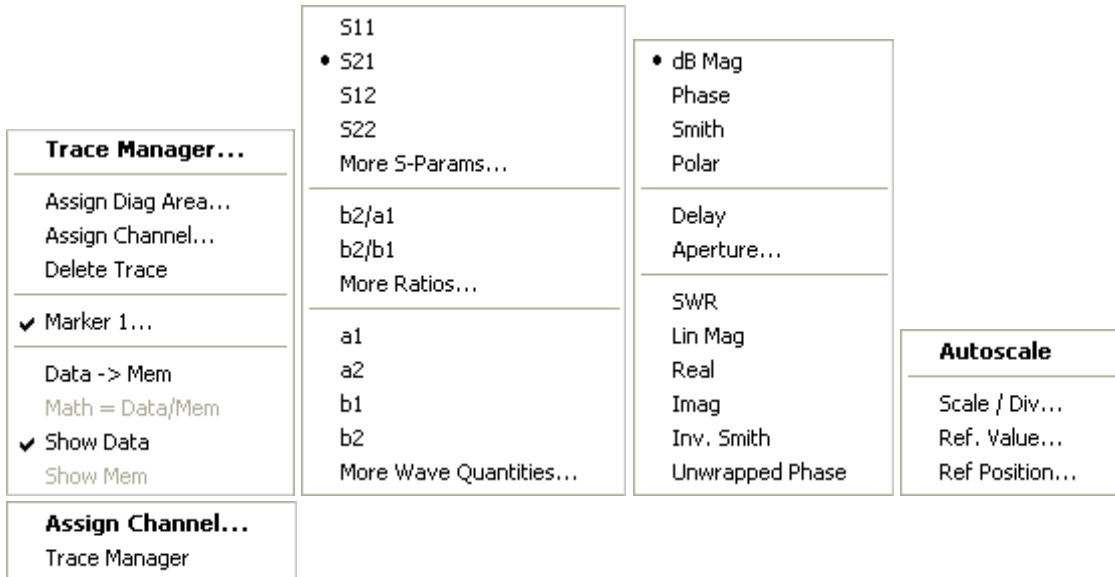 Trace Manager...
Assign Diag Area...
Assign Channel...
Delete Trace
Marker 1...
Data -> Mem
Math = Data/Mem
Show Data
Show Mem
S11
S21
S12
S22
More S-Params...
b2/a1
b2/b1
More Ratios...
a1
a2
b1
b2
More Wave Quantities...
dB Mag
Phase
Smith
Polar
Delay
Aperture...
SWR
Lin Mag
Real
Imag
Inv. Smith
Unwrapped Phase
Autoscale
Scale / Div...
Ref. Value...
Ref Position...
Assign Channel...
Trace Manager